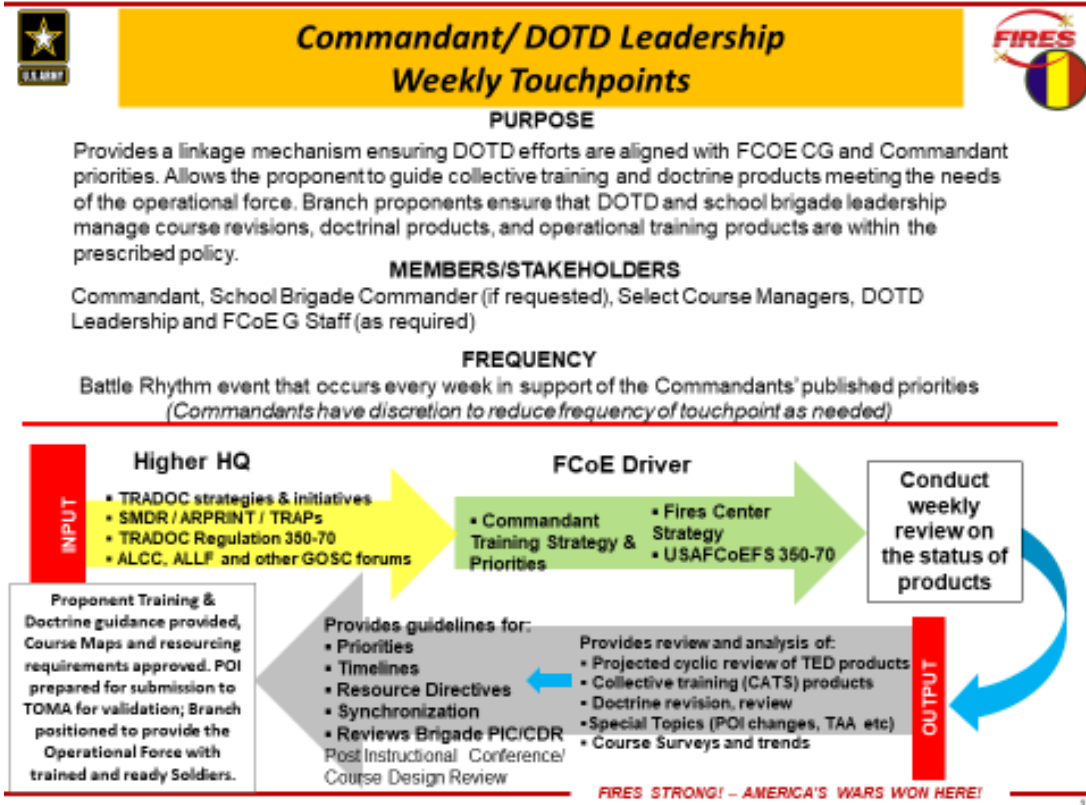 Commandant/ DOTD Leadership
Weekly Touchpoints
U.S.ARMY
FIRES
PURPOSE
Provides a linkage mechanism ensuring DOTD efforts are aligned with FCOE CG and Commandant
priorities. Allows the proponent to guide collective training and doctrine products meeting the needs
of the operational force. Branch proponents ensure that DOTD and school brigade leadership
manage course revisions, doctrinal products, and operational training products are within the
prescribed policy.
MEMBERS/STAKEHOLDERS
Commandant, School Brigade Commander (if requested), Select Course Managers, DOTD
Leadership and FCoE G Staff (as required)
FREQUENCY
Battle Rhythm event that occurs every week in support of the Commandants' published priorities
(Commandants have discretion to reduce frequency of touchpoint as needed)
INPUT
Higher HQ
▪ TRADOC strategies & initiatives
▪ SMDR / ARPRINT / TRAPs
▪ TRADOC Regulation 350-70
▪ ALCC, ALLF and other GOSC forums
FCoE Driver
▪ Commandant
Training Strategy &
Priorities
▪ Fires Center
Strategy
▪ USAFCoEFS 350-70
Conduct
weekly
review on
the status of
products
OUTPUT
Provides review and analysis of:
▪ Projected cyclic review of TED products
▪ Collective training (CATS) products
▪ Doctrine revision, review
▪Special Topics (POI changes, TAA etc)
▪ Course Surveys and trends
Provides guidelines for:
▪ Priorities
▪ Timelines
▪ Resource Directives
▪ Synchronization
▪ Reviews Brigade PIC/CDR
Post Instructional Conference/
Course Design Review
Proponent Training &
Doctrine guidance provided,
Course Maps and resourcing
requirements approved. POI
prepared for submission to
TOMA for validation; Branch
positioned to provide the
Operational Force with
trained and ready Soldiers.
FIRES STRONG! – AMERICA'S WARS WON HERE!